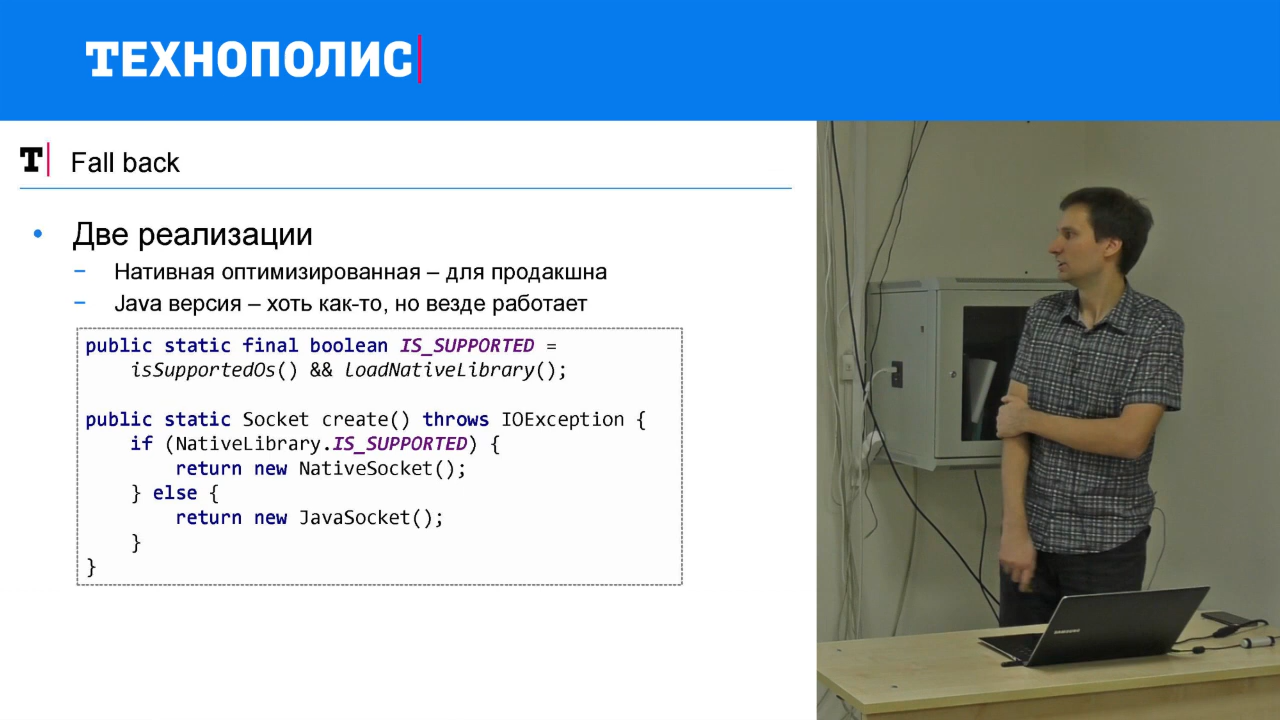 ТЕХНОПОЛИС
Т Fall back
• Две реализации
– Нативная оптимизированная – для продакшна
– Java версия – хоть как-то, но везде работает
public static final boolean IS_SUPPORTED =
    isSupportedOs() && loadNativeLibrary();

public static Socket create() throws IOException {
    if (NativeLibrary.IS_SUPPORTED) {
        return new NativeSocket();
    } else {
        return new JavaSocket();
    }
}
SAMSUNG